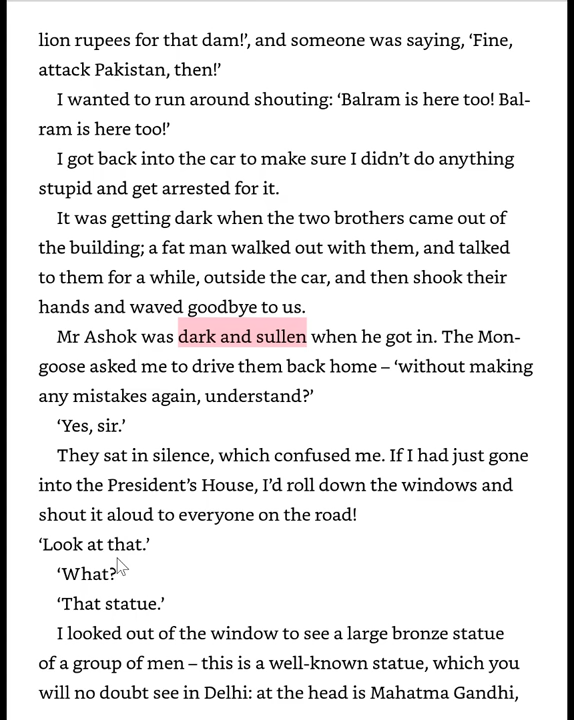 lion rupees for that dam!’, and someone was saying, ‘Fine,
attack Pakistan, then!’
I wanted to run around shouting: ‘Balram is here too! Bal-
ram is here too!’
I got back into the car to make sure I didn’t do anything
stupid and get arrested for it.
It was getting dark when the two brothers came out of
the building; a fat man walked out with them, and talked
to them for a while, outside the car, and then shook their
hands and waved goodbye to us.
Mr Ashok was dark and sullen when he got in. The Mon-
goose asked me to drive them back home – ‘without making
any mistakes again, understand?’
‘Yes, sir.’
They sat in silence, which confused me. If I had just gone
into the President’s House, I’d roll down the windows and
shout it aloud to everyone on the road!
‘Look at that.’
‘What?’
‘That statue.’
I looked out of the window to see a large bronze statue
of a group of men – this is a well-known statue, which you
will no doubt see in Delhi: at the head is Mahatma Gandhi,